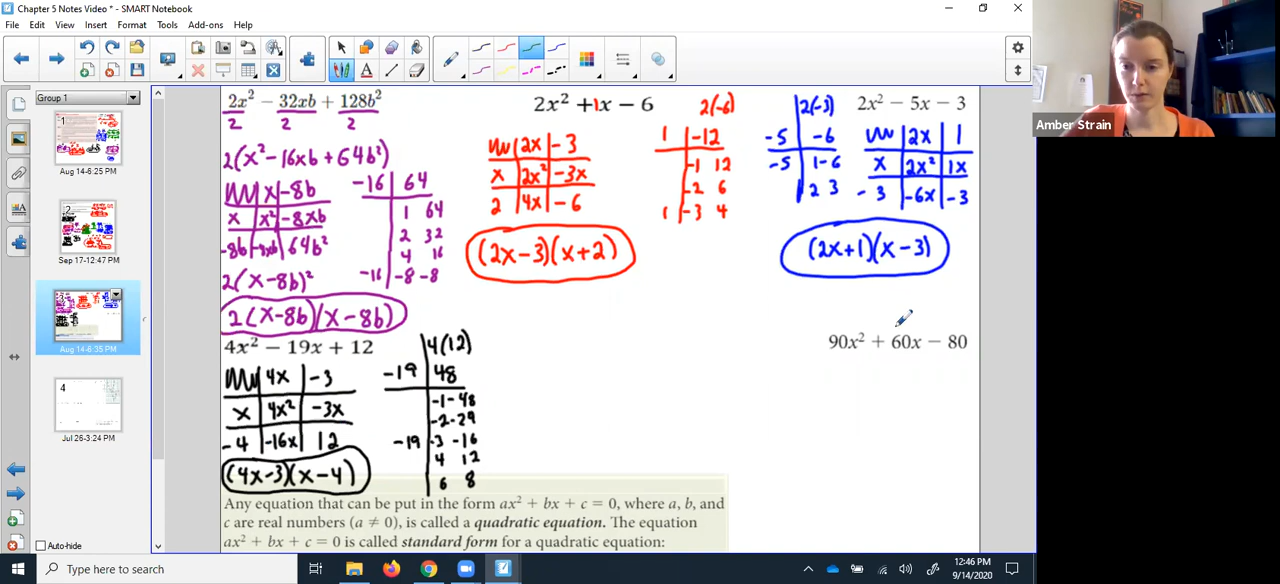 Chapter 5 Notes Video * - SMART Notebook
File Edit View Insert Format Tools Add-ons Help
Group 1
Aug 14-6:25 PM
2
Sep 17-12:47 PM
Aug 14-6:35 PM
4
Jul 26-3:24 PM
Auto-hide
2x² − 32xb + 128b²
2 2 2
2(x² - 16xb + 64b²)
x -8b
x x² -8xb
-8b -8xb 64b²
2(x-8b)²
2(x-8b)(x-8b)
-16 64
1 64
2 32
4 16
-16 -8 -8
2x² + 1x − 6
2x -3
x 2x² -3x
2 4x -6
(2x-3)(x+2)
2(-6)
1 -12
-1 12
-2 6
1 -3 4
2(-3)
-5 -6
-5 1 -6
2 3
2x² − 5x − 3
2x 1
x 2x² 1x
-3 -6x -3
(2x+1)(x-3)
4x² − 19x + 12
4x -3
x 4x² -3x
-4 -16x 12
(4x-3)(x-4)
4(12)
-19 48
-1 -48
-2 -24
-19 -3 -16
4 12
6 8
90x² + 60x − 80
Any equation that can be put in the form ax² + bx + c = 0, where a, b, and
c are real numbers (a ≠ 0), is called a quadratic equation. The equation
ax² + bx + c = 0 is called standard form for a quadratic equation:
Amber Strain
Type here to search
12:46 PM
9/14/2020